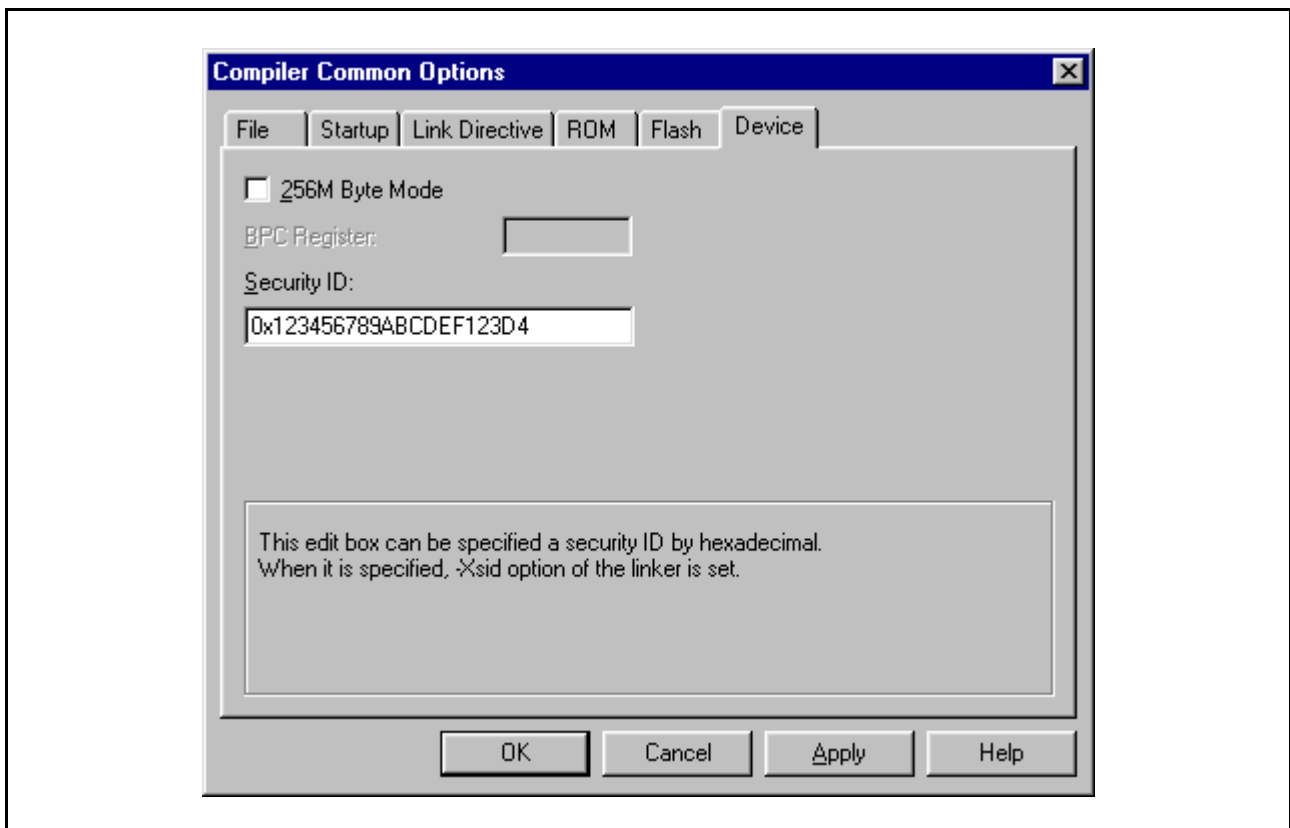 Compiler Common Options
File Startup Link Directive ROM Flash Device
256M Byte Mode
BPC Register:
Security ID:
0x123456789ABCDEF123D4
This edit box can be specified a security ID by hexadecimal.
When it is specified, -Xsid option of the linker is set.
OK Cancel Apply Help